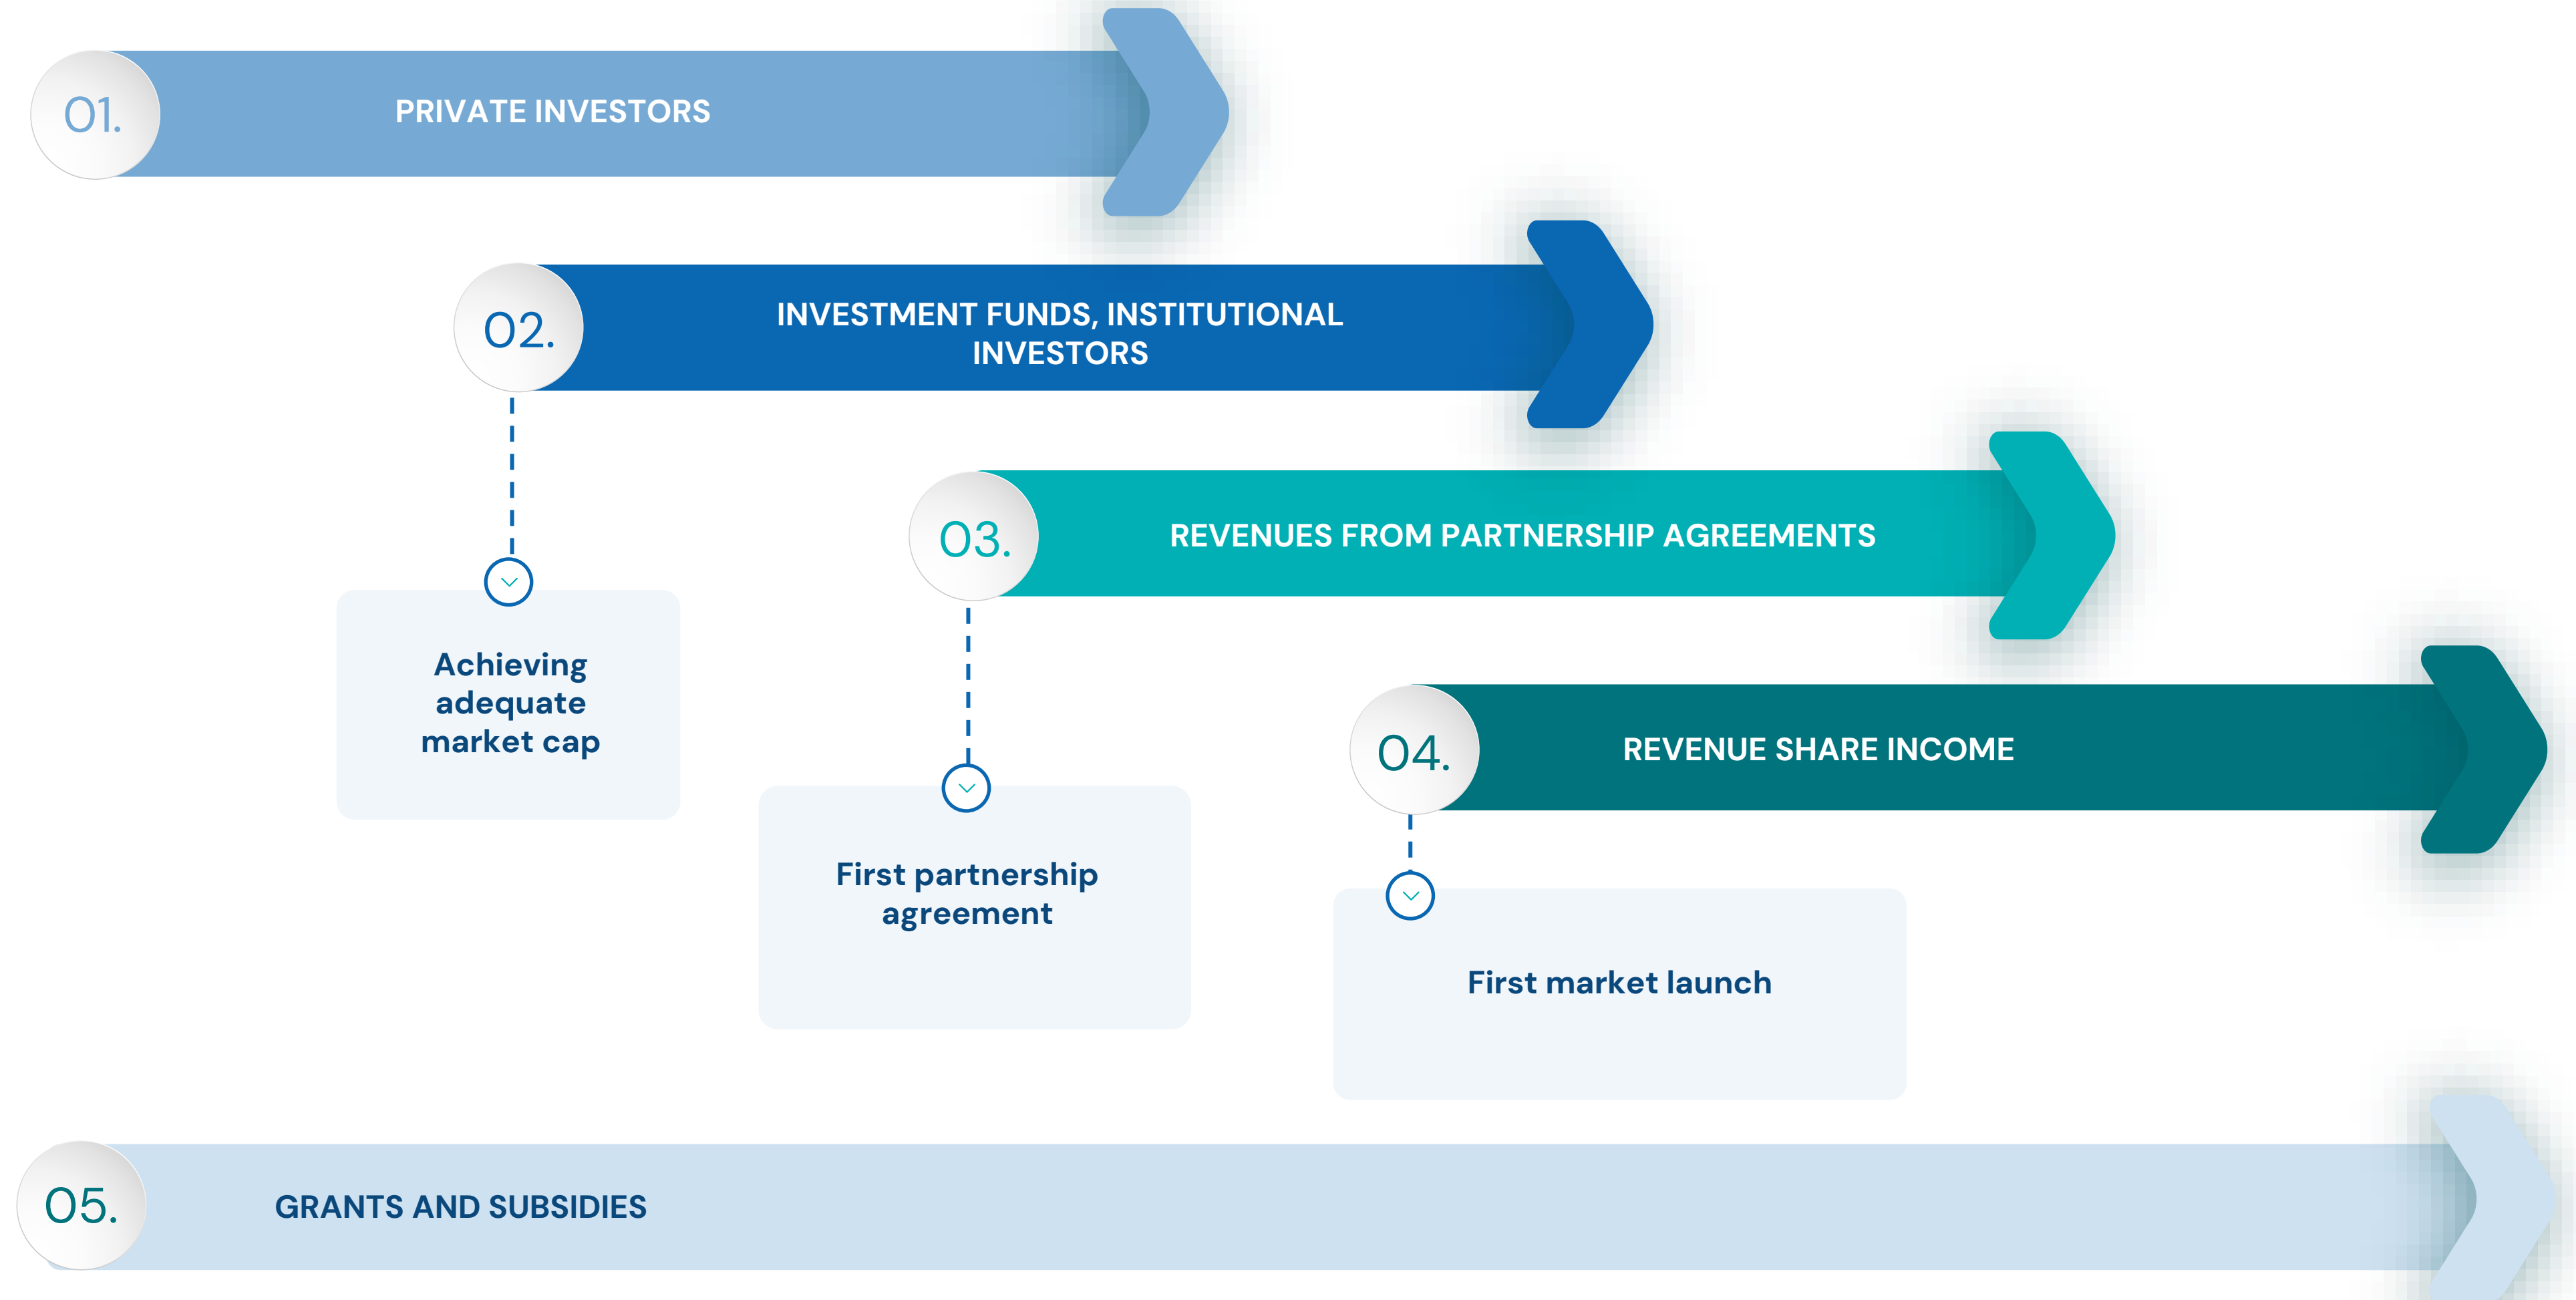 01.
PRIVATE INVESTORS
02.
INVESTMENT FUNDS, INSTITUTIONAL
INVESTORS
03.
REVENUES FROM PARTNERSHIP AGREEMENTS
Achieving
adequate
market cap
04.
REVENUE SHARE INCOME
First partnership
agreement
First market launch
05.
GRANTS AND SUBSIDIES